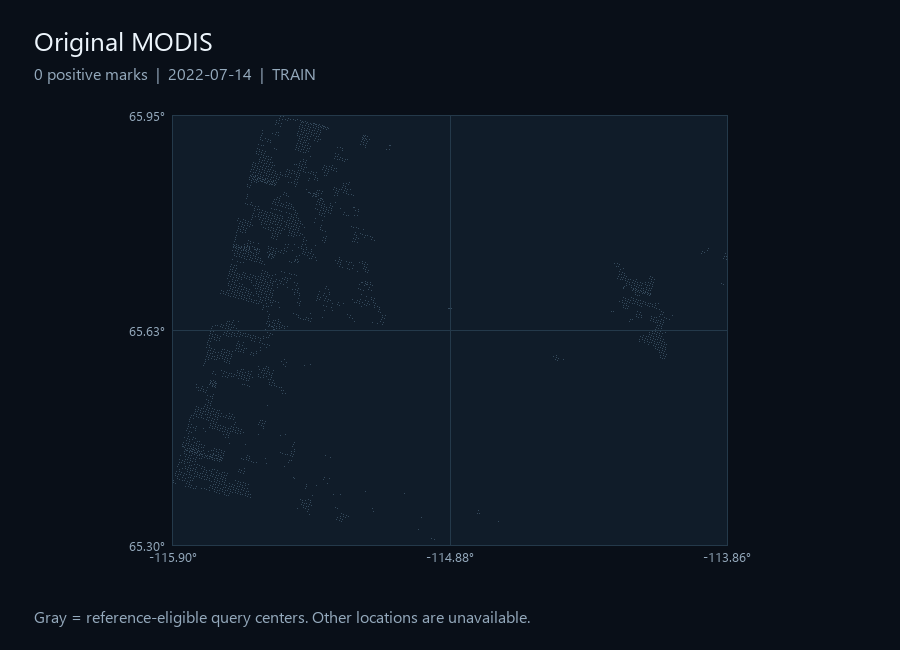 Original MODIS
0 positive marks | 2022-07-14 | TRAIN
65.95°
65.63°
65.30°
-115.90°
-114.88°
-113.86°
Gray = reference-eligible query centers. Other locations are unavailable.